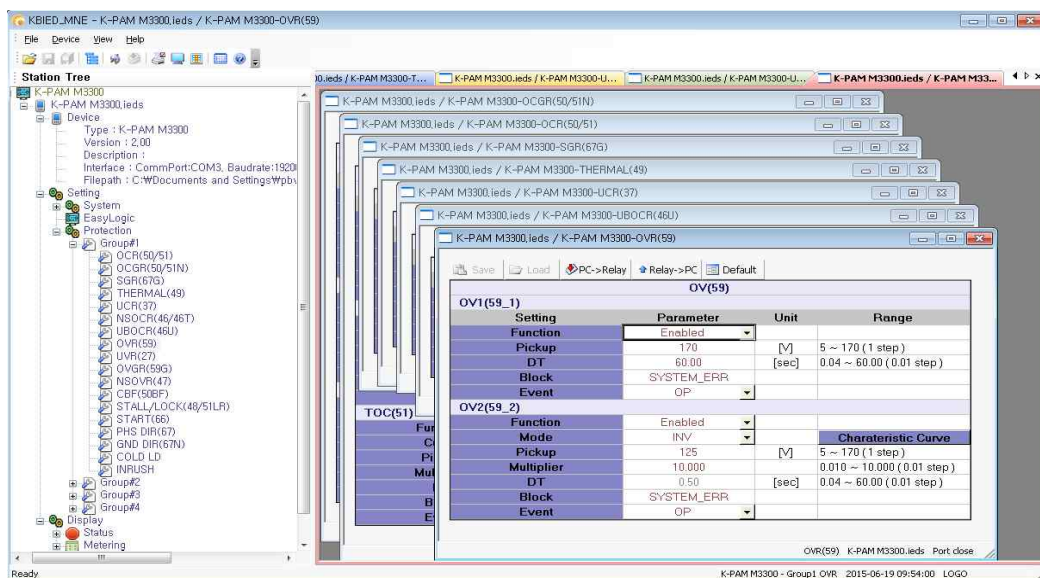 KBIED_MNE - K-PAM M3300.ieds / K-PAM M3300-OVR(59)
File Device View Help
Station Tree
K-PAM M3300
K-PAM M3300.ieds
Device
Type : K-PAM M3300
Version : 2.00
Description :
Interface : CommPort:COM3, Baudrate:1920
Filepath : C:₩Documents and Settings₩pb
Setting
System
EasyLogic
Protection
Group#1
OCR(50/51)
OCGR(50/51N)
SGR(67G)
THERMAL(49)
UCR(37)
NSOCR(46/46T)
UBOCR(46U)
OVR(59)
UVR(27)
OVGR(59G)
NSOVR(47)
CBF(50BF)
STALL/LOCK(48/51LR)
START(66)
PHS DIR(67)
GND DIR(67N)
COLD LD
INRUSH
Group#2
Group#3
Group#4
Display
Status
Metering
0.ieds / K-PAM M3300-T... K-PAM M3300.ieds / K-PAM M3300-U... K-PAM M3300.ieds / K-PAM M3300-U... K-PAM M3300.ieds / K-PAM M33...
K-PAM M3300.ieds / K-PAM M3300-OCGR(50/51N)
K-PAM M3300.ieds / K-PAM M3300-OCR(50/51)
K-PAM M3300.ieds / K-PAM M3300-SGR(67G)
K-PAM M3300.ieds / K-PAM M3300-THERMAL(49)
K-PAM M3300.ieds / K-PAM M3300-UCR(37)
K-PAM M3300.ieds / K-PAM M3300-UBOCR(46U)
K-PAM M3300.ieds / K-PAM M3300-OVR(59)
Save Load PC->Relay Relay->PC Default
OV(59)
OV1(59_1)
Setting Parameter Unit Range
Function Enabled
Pickup 170 [V] 5 ~ 170 ( 1 step )
DT 60.00 [sec] 0.04 ~ 60.00 ( 0.01 step )
Block SYSTEM_ERR
Event OP
OV2(59_2)
Function Enabled
Mode INV Charateristic Curve
Pickup 125 [V] 5 ~ 170 ( 1 step )
Multiplier 10.000 0.010 ~ 10.000 ( 0.01 step )
DT 0.50 [sec] 0.04 ~ 60.00 ( 0.01 step )
Block SYSTEM_ERR
Event OP
TOC(51)
Fur
C
Pi
Mul
B
E
OVR(59) K-PAM M3300.ieds Port close
Ready
K-PAM M3300 - Group1 OVR 2015-06-19 09:54:00 LOGO